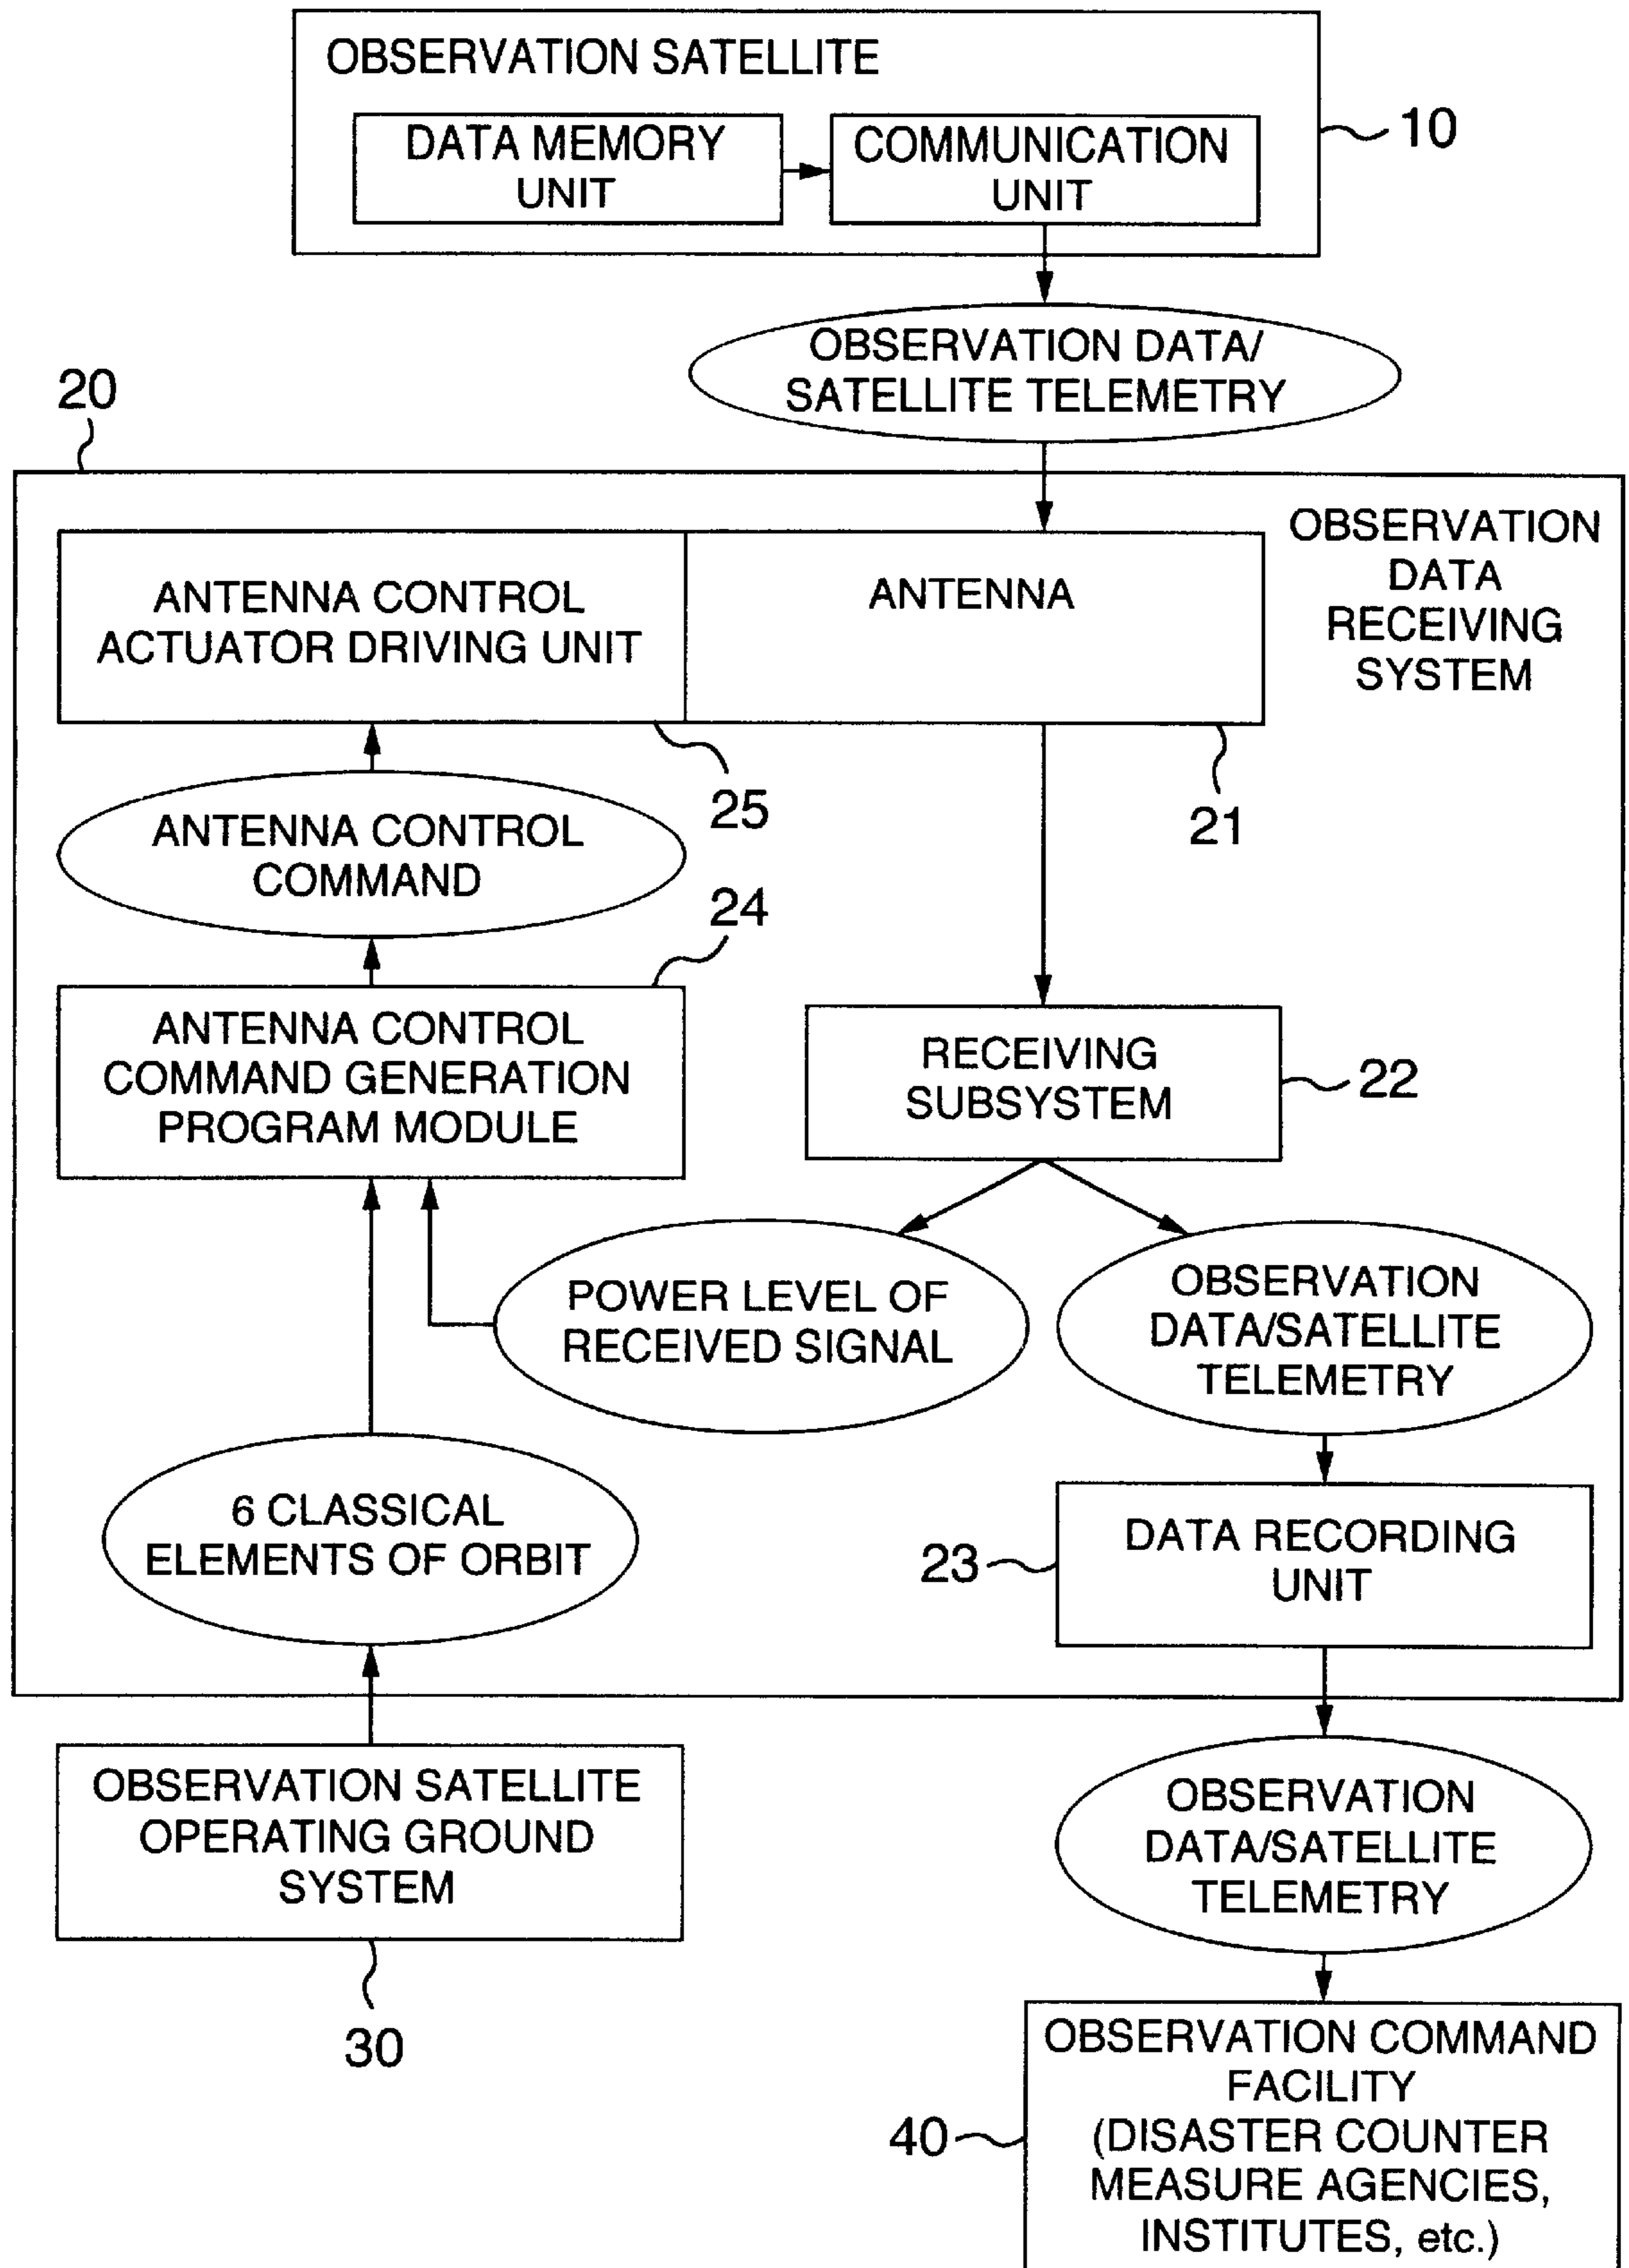 OBSERVATION SATELLITE
DATA MEMORY
UNIT
COMMUNICATION
UNIT
10
OBSERVATION DATA/
SATELLITE TELEMETRY
20
OBSERVATION
DATA
RECEIVING
SYSTEM
ANTENNA CONTROL
ACTUATOR DRIVING UNIT
ANTENNA
25
21
ANTENNA CONTROL
COMMAND
24
ANTENNA CONTROL
COMMAND GENERATION
PROGRAM MODULE
RECEIVING
SUBSYSTEM
22
POWER LEVEL OF
RECEIVED SIGNAL
OBSERVATION
DATA/SATELLITE
TELEMETRY
6 CLASSICAL
ELEMENTS OF ORBIT
23
DATA RECORDING
UNIT
OBSERVATION SATELLITE
OPERATING GROUND
SYSTEM
30
OBSERVATION
DATA/SATELLITE
TELEMETRY
40
OBSERVATION COMMAND
FACILITY
(DISASTER COUNTER
MEASURE AGENCIES,
INSTITUTES, etc.)